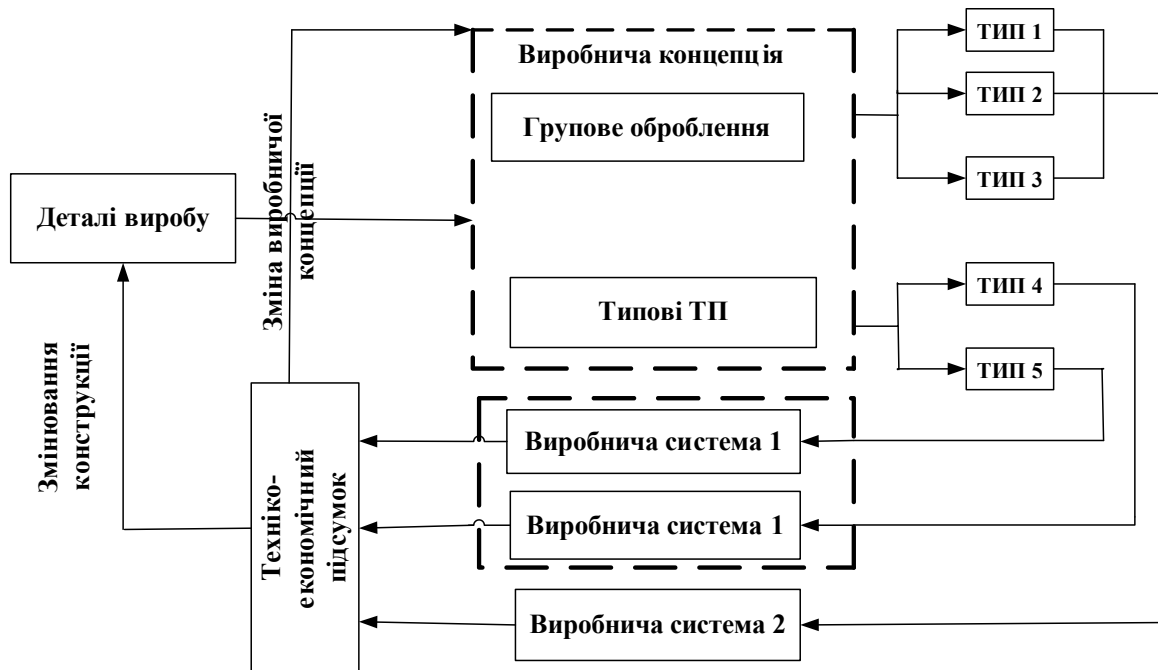 Виробнича концепція
Групове оброблення
Типові ТП
ТИП 1
ТИП 2
ТИП 3
ТИП 4
ТИП 5
Деталі виробу
Зміна виробничої
концепції
Змінювання
конструкції
Техніко-
економічний
підсумок
Виробнича система 1
Виробнича система 1
Виробнича система 2